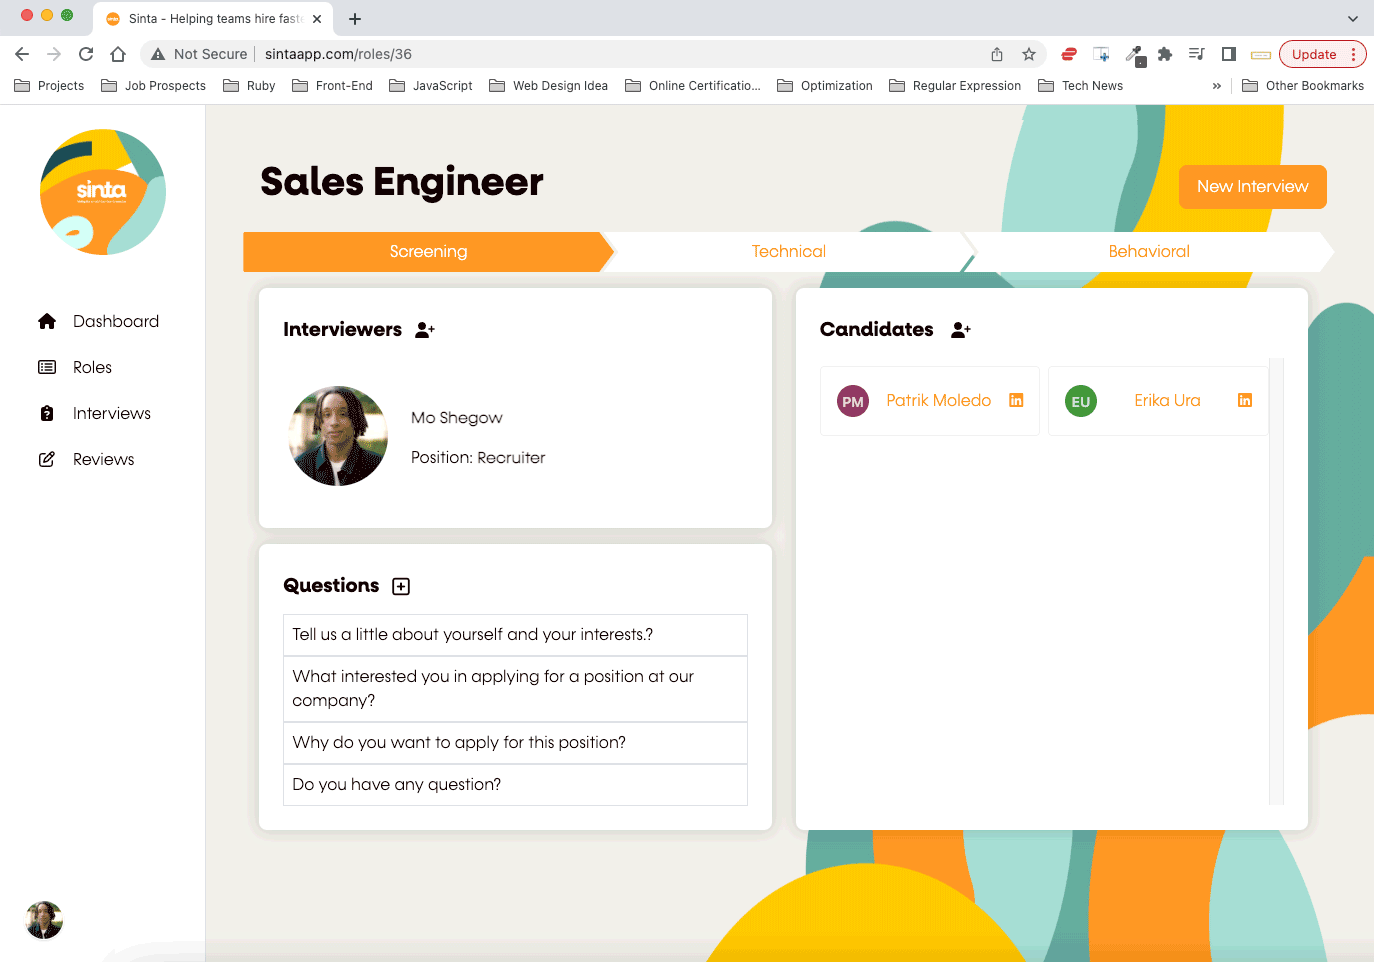 Sinta - Helping teams hire fast
Not Secure
sintaapp.com/roles/36
Update
Projects
Job Prospects
Ruby
Front-End
JavaScript
Web Design Idea
Online Certificatio...
Optimization
Regular Expression
Tech News
»
Other Bookmarks
sinta
Dashboard
Roles
Interviews
Reviews
Sales Engineer
New Interview
Screening
Technical
Behavioral
Interviewers
Mo Shegow
Position: Recruiter
Questions
Tell us a little about yourself and your interests.?
What interested you in applying for a position at our
company?
Why do you want to apply for this position?
Do you have any question?
Candidates
PM
Patrik Moledo
in
EU
Erika Ura
in